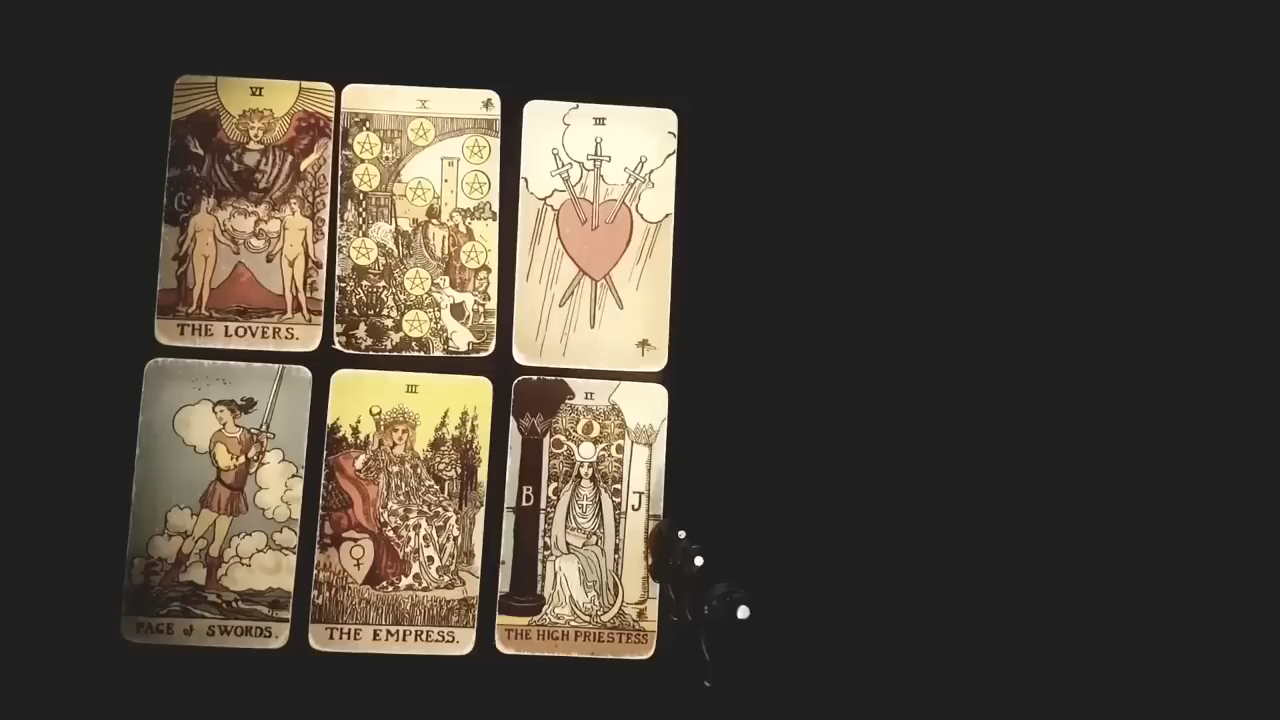 VI
THE LOVERS.
X
III
PAGE of SWORDS.
III
THE EMPRESS.
II
B
J
THE HIGH PRIESTESS